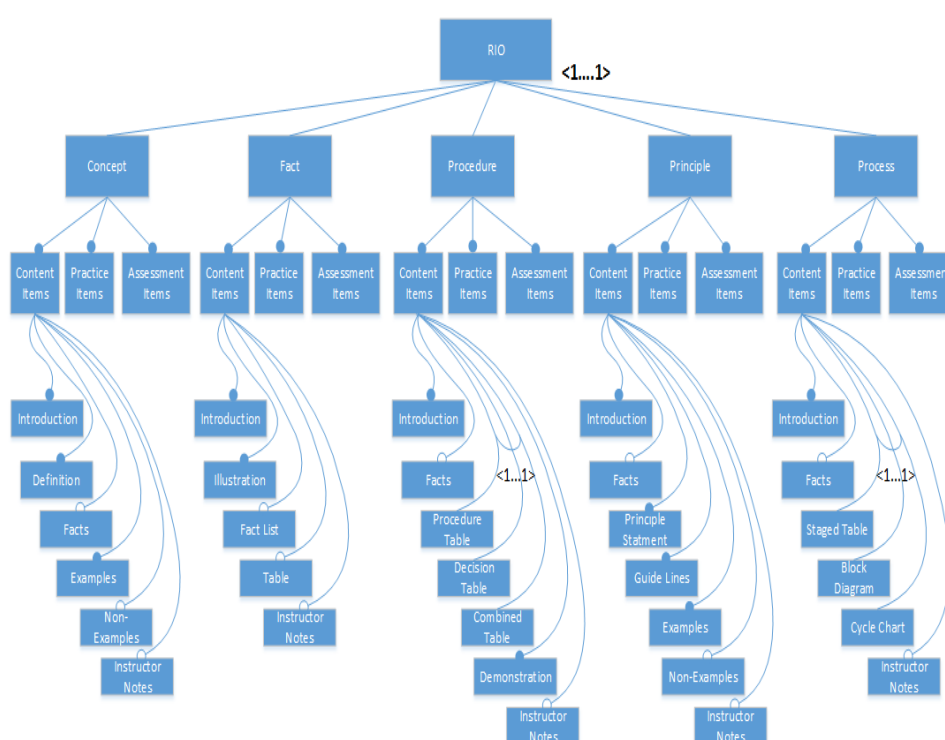 RIO
<1....1>
Concept
Fact
Procedure
Principle
Process
Content
Items
Practice
Items
Assessment
Items
Content
Items
Practice
Items
Assessment
Items
Content
Items
Practice
Items
Assessment
Items
Content
Items
Practice
Items
Assessment
Items
Content
Items
Practice
Items
Assessment
Items
Introduction
Introduction
Introduction
Introduction
Introduction
Definition
Illustration
Facts
<1...1>
Facts
Facts
<1...1>
Facts
Fact List
Procedure
Table
Principle
Statment
Staged Table
Examples
Table
Decision
Table
Guide Lines
Block
Diagram
Non-
Examples
Instructor
Notes
Combined
Table
Examples
Cycle Chart
Instructor
Notes
Demonstration
Non-Examples
Instructor
Notes
Instructor
Notes
Instructor
Notes